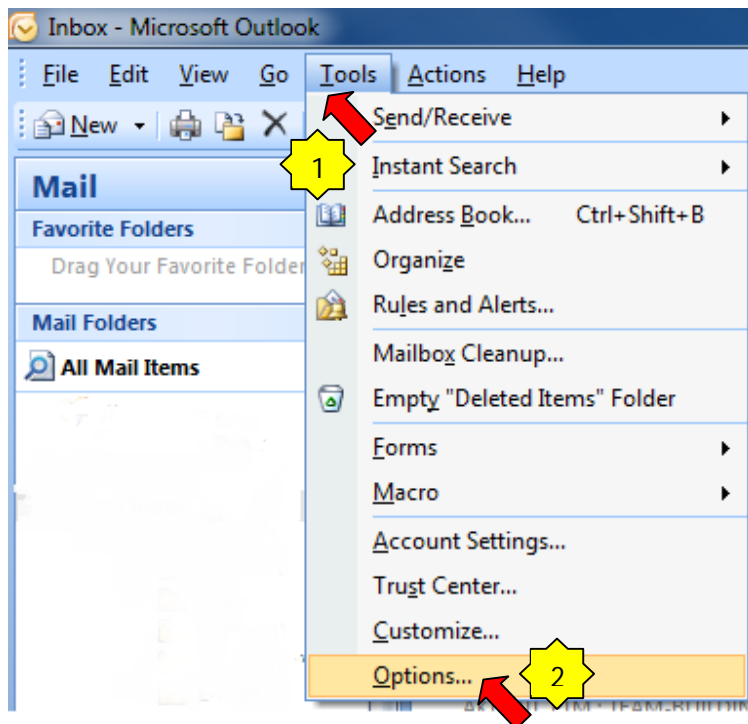 Inbox - Microsoft Outlook
File Edit View Go Tools Actions Help
New
Send/Receive
1
Instant Search
Mail
Address Book... Ctrl+Shift+B
Favorite Folders
Drag Your Favorite Folder
Organize
Rules and Alerts...
Mail Folders
Mailbox Cleanup...
All Mail Items
Empty "Deleted Items" Folder
Forms
Macro
Account Settings...
Trust Center...
Customize...
Options...
2